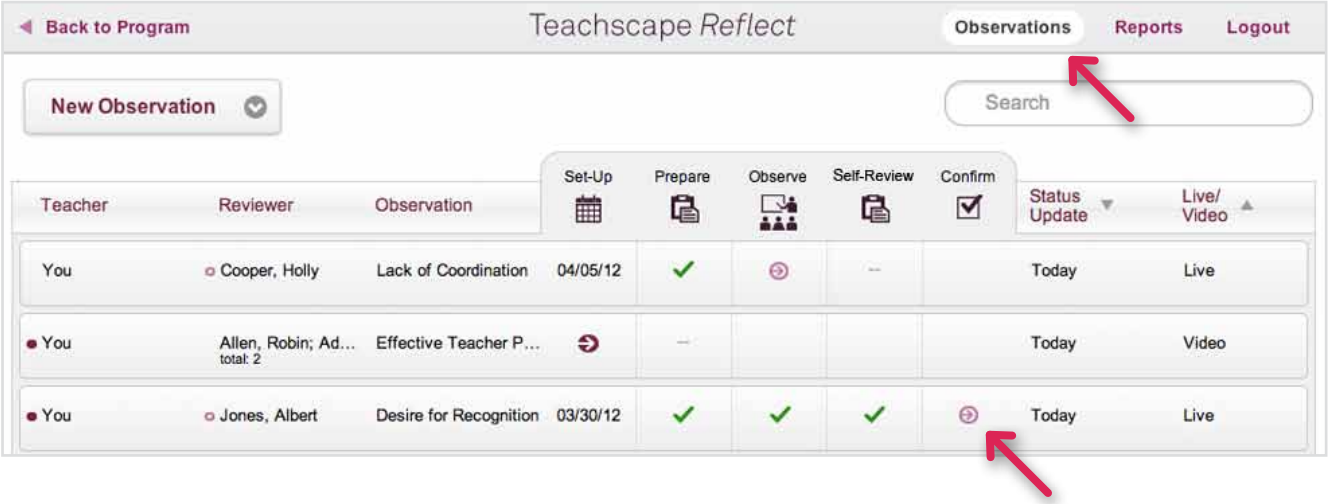 Back to Program
Teachscape Reflect
Observations Reports Logout
New Observation
Search
Set-Up Prepare Observe Self-Review Confirm
Teacher Reviewer Observation Status Update Live/ Video
You Cooper, Holly Lack of Coordination 04/05/12 -- Today Live
You Allen, Robin; Ad... Effective Teacher P... -- Today Video
total: 2
You Jones, Albert Desire for Recognition 03/30/12 Today Live